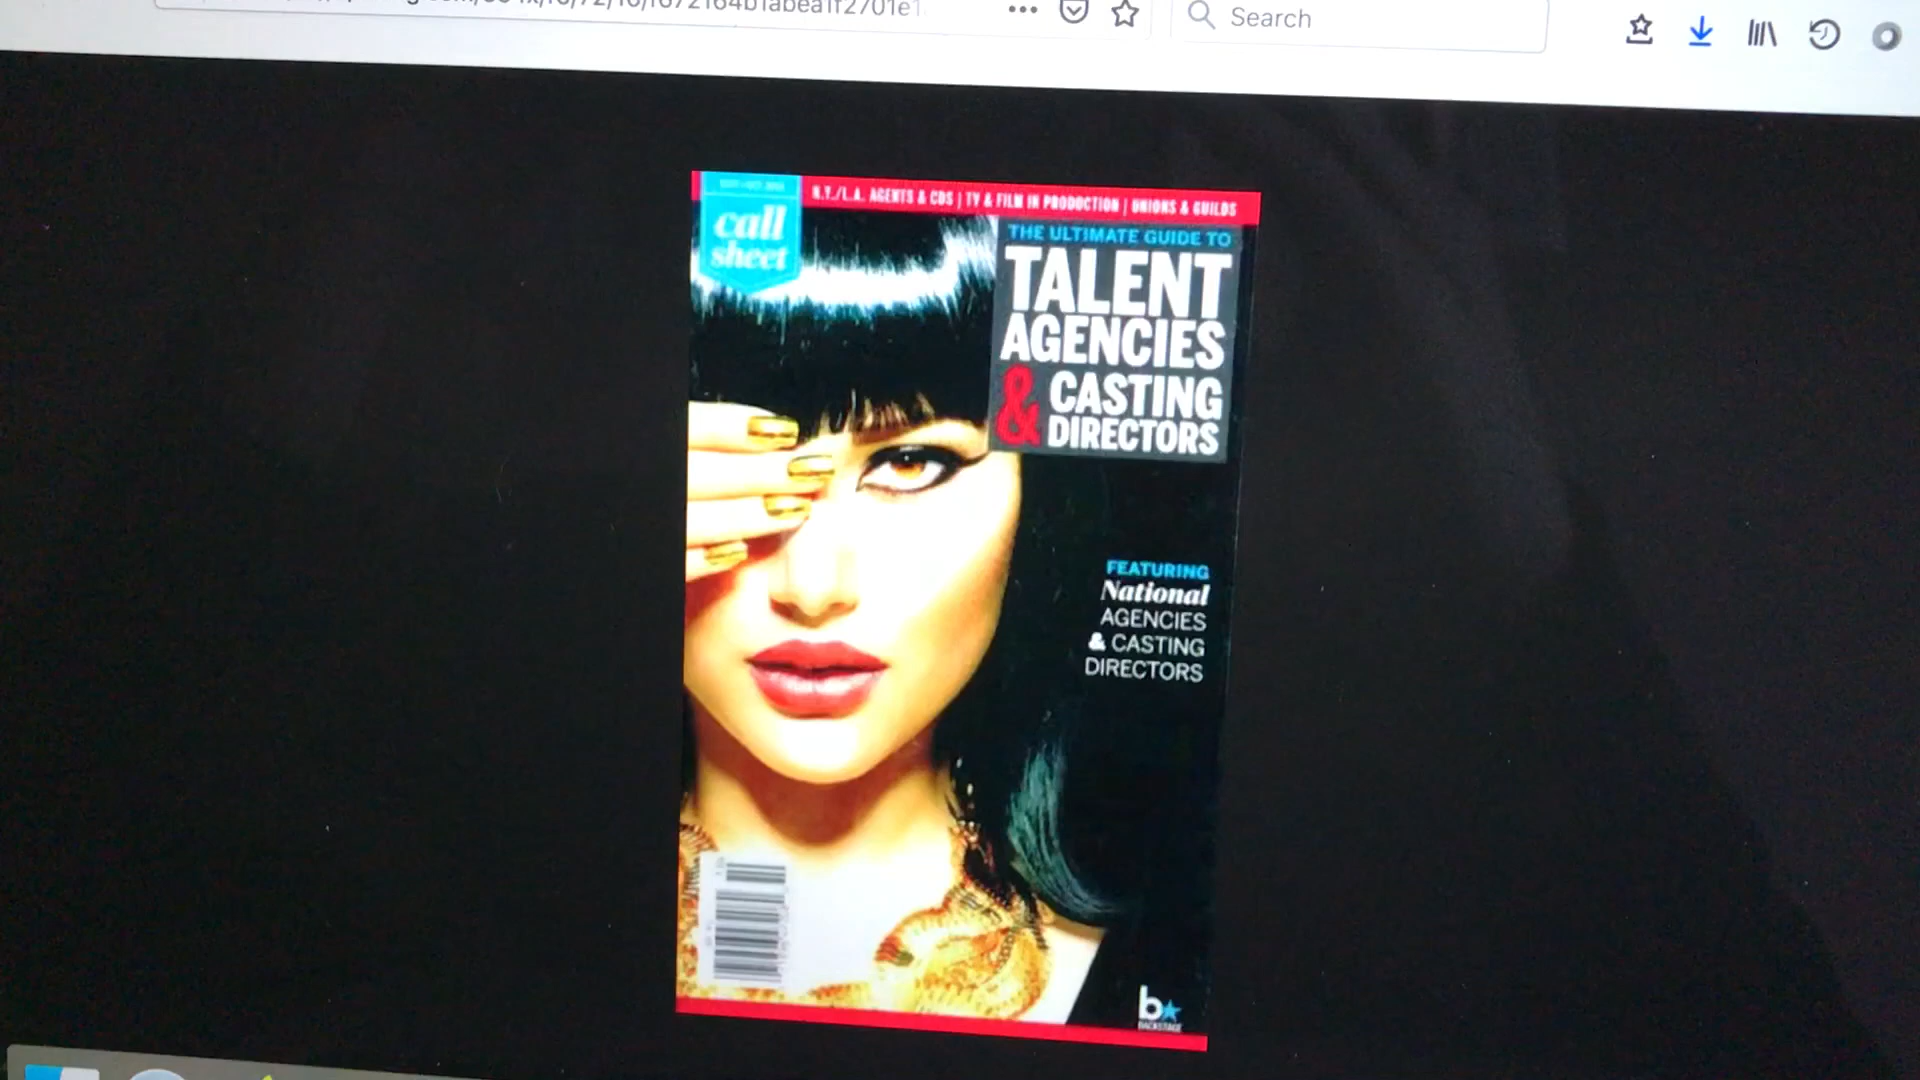 Search
N.Y./L.A. AGENTS & CDS | TV & FILM IN PRODUCTION | UNIONS & GUILDS
call
sheet
THE ULTIMATE GUIDE TO
TALENT
AGENCIES
& CASTING
DIRECTORS
FEATURING
National
AGENCIES
& CASTING
DIRECTORS
b
BACKSTAGE